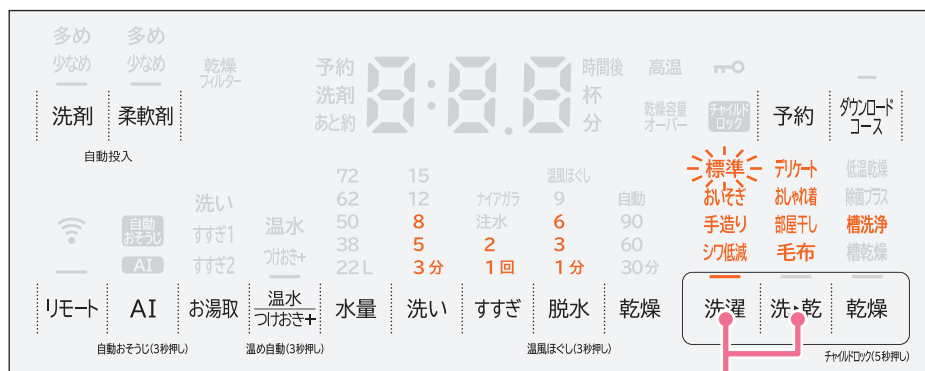 多め 多め
少なめ 少なめ 乾燥 フィルター 予約 8:8.8 時間後 高温
洗剤 杯
あと約 分 乾燥容量オーバー チャイルドロック
洗剤 柔軟剤 予約 ダウンロードコース
自動投入
標準 デリケート 低温乾燥
72 15 温風ほぐし
洗い 62 12 ナイアガラ 9 自動 おいそぎ おしゃれ着 除菌プラス
自動おそうじ すすぎ1 温水 50 8 注水 6 90 手造り 部屋干し 槽洗浄
38 5 2 3 60
AI すすぎ2 つけおき+ 22L 3分 1回 1分 30分 シワ低減 毛布 槽乾燥
リモート AI お湯取 温水 つけおき+ 水量 洗い すすぎ 脱水 乾燥 洗濯 洗▸乾 乾燥
自動おそうじ(3秒押し) 温め自動(3秒押し) 温風ほぐし(3秒押し) チャイルドロック(5秒押し)